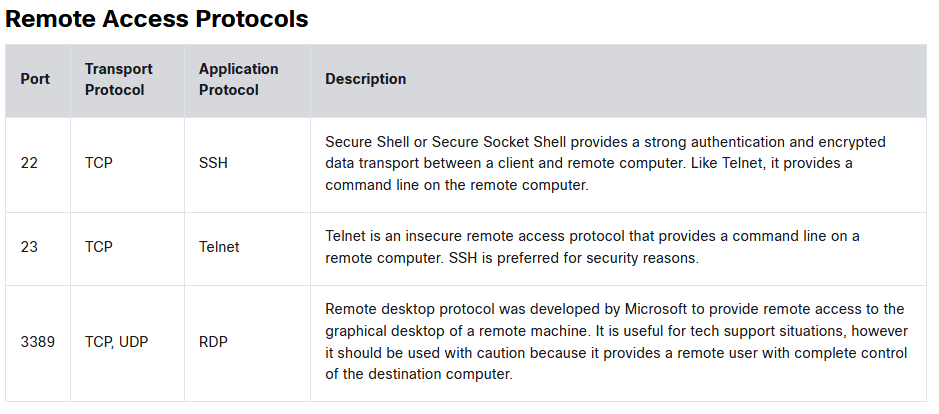 Remote Access Protocols
Port
Transport
Protocol
Application
Protocol
Description
22
TCP
SSH
Secure Shell or Secure Socket Shell provides a strong authentication and encrypted
data transport between a client and remote computer. Like Telnet, it provides a
command line on the remote computer.
23
TCP
Telnet
Telnet is an insecure remote access protocol that provides a command line on a
remote computer. SSH is preferred for security reasons.
3389
TCP, UDP
RDP
Remote desktop protocol was developed by Microsoft to provide remote access to the
graphical desktop of a remote machine. It is useful for tech support situations, however
it should be used with caution because it provides a remote user with complete control
of the destination computer.